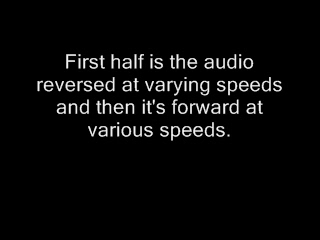 First half is the audio
reversed at varying speeds
and then it's forward at
various speeds.